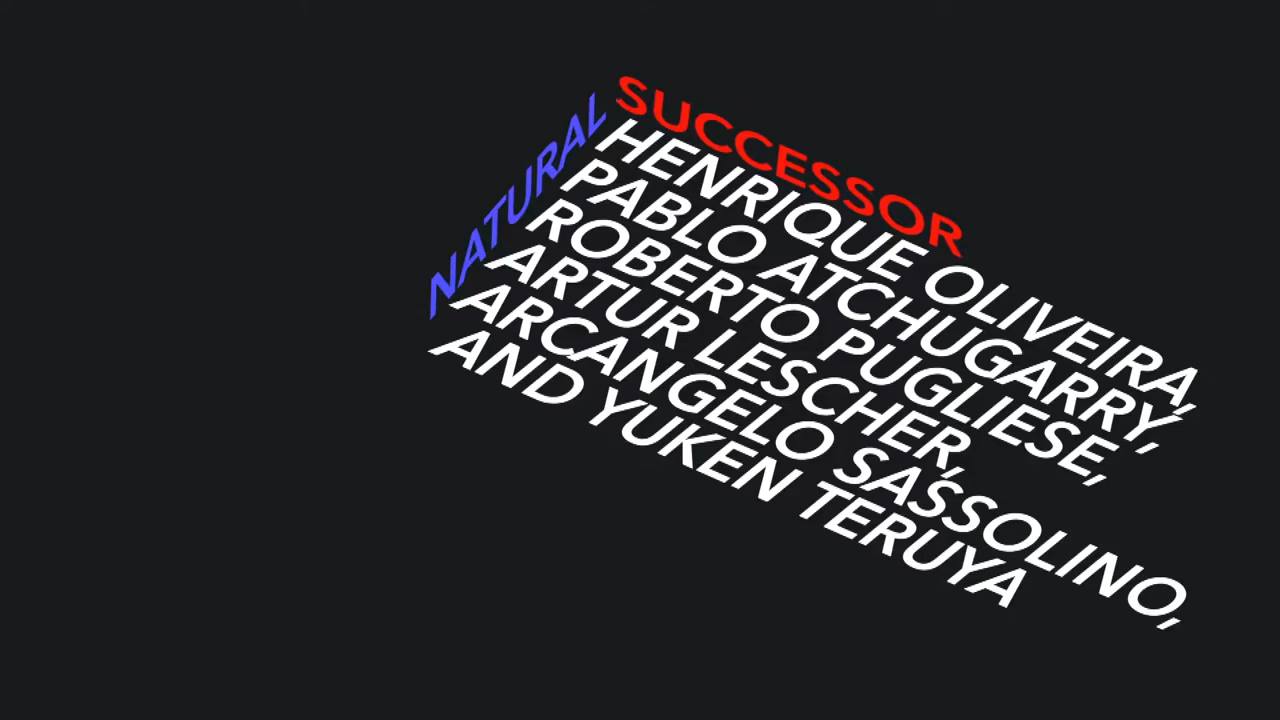 NATURAL
SUCCESSOR
HENRIQUE OLIVEIRA,
PABLO ATCHUGARRY,
ROBERTO PUGLIESE,
ARTUR LESCHER,
ARCANGELO SASSOLINO,
AND YUKEN TERUYA